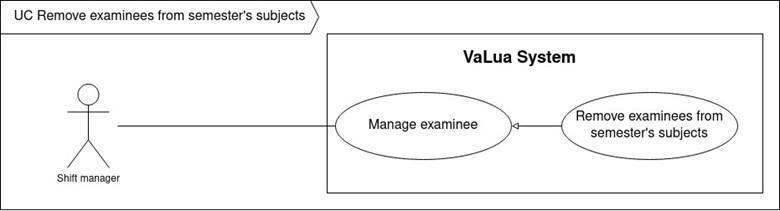 UC Remove examinees from semester's subjects
VaLua System
Manage examinee
Remove examinees from
semester's subjects
Shift manager